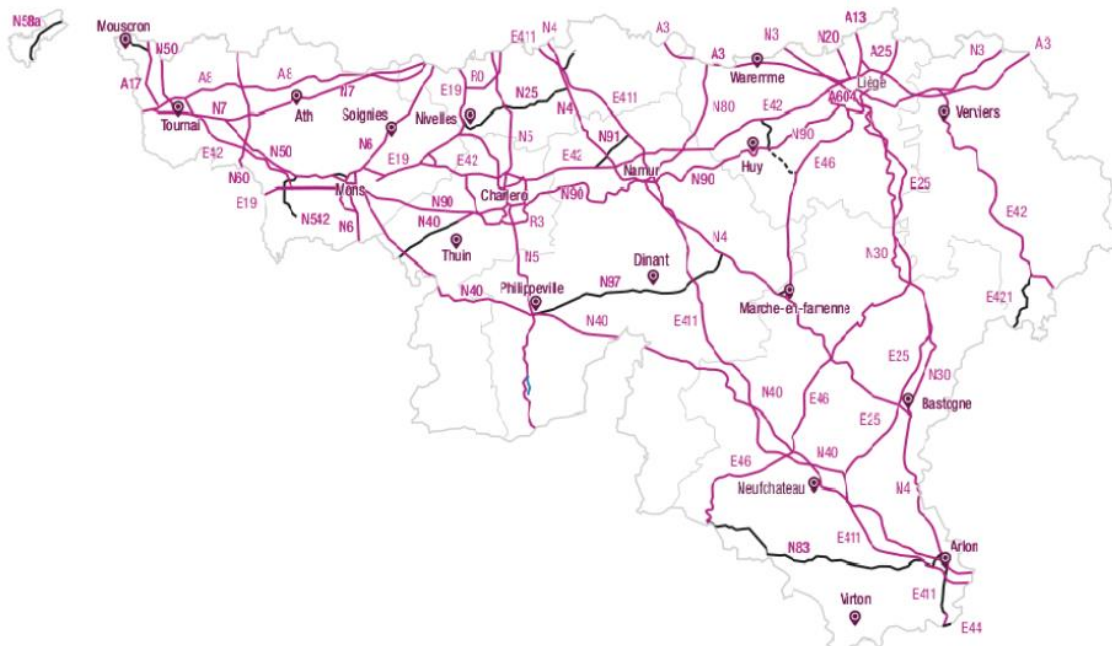 N58a
Mouscron
N50
A17
A8
A8
N7
N7
Tournai
Ath
E42
N50
N60
E19
N542
Mons
N6
Soignies
N6
E19
Nivelles
E19
R0
E411
N4
N25
N5
N4
E411
N91
E42
E42
Namur
N90
N40
N90
N90
R3
Thuin
N5
Philippeville
N40
N97
Dinant
N40
E411
N4
Marche-en-famenne
A3
A3
N3
Waremme
N20
A13
A25
Liège
A604
N80
E42
N90
Huy
E46
N3
A3
Verviers
E25
E42
N30
E421
E25
N30
Bastogne
N40
E46
E25
E46
N40
Neufchateau
N4
N83
E411
Arlon
E411
Virton
E44